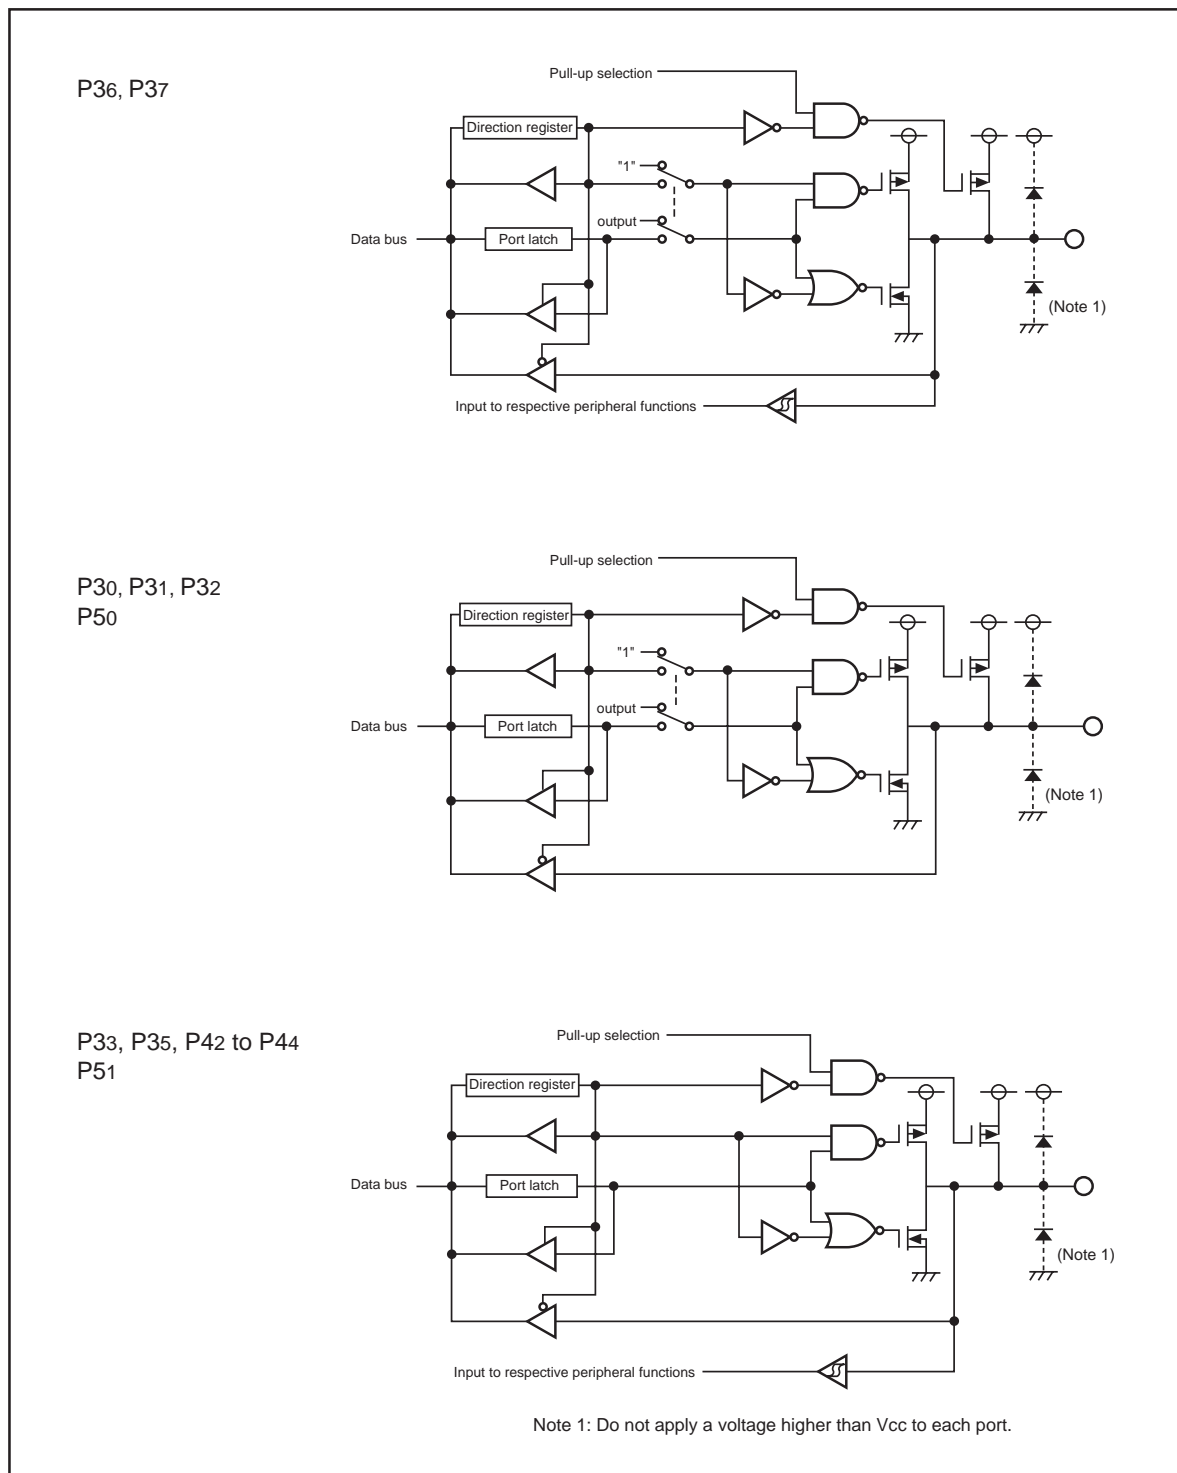 P36, P37
Pull-up selection
Direction register
"1"
output
Data bus
Port latch
(Note 1)
Input to respective peripheral functions
P30, P31, P32
P50
Pull-up selection
Direction register
"1"
output
Data bus
Port latch
(Note 1)
P33, P35, P42 to P44
P51
Pull-up selection
Direction register
Data bus
Port latch
(Note 1)
Input to respective peripheral functions
Note 1: Do not apply a voltage higher than Vcc to each port.